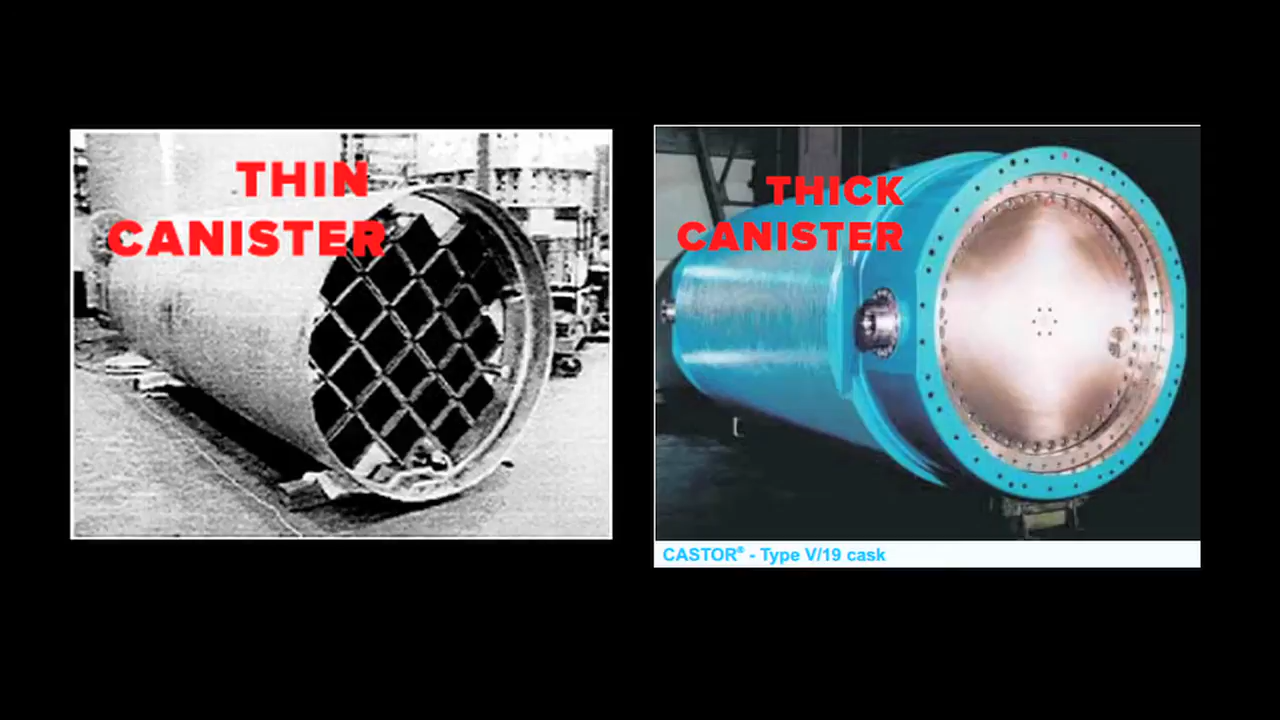 THIN
CANISTER
THICK
CANISTER
CASTOR® - Type V/19 cask